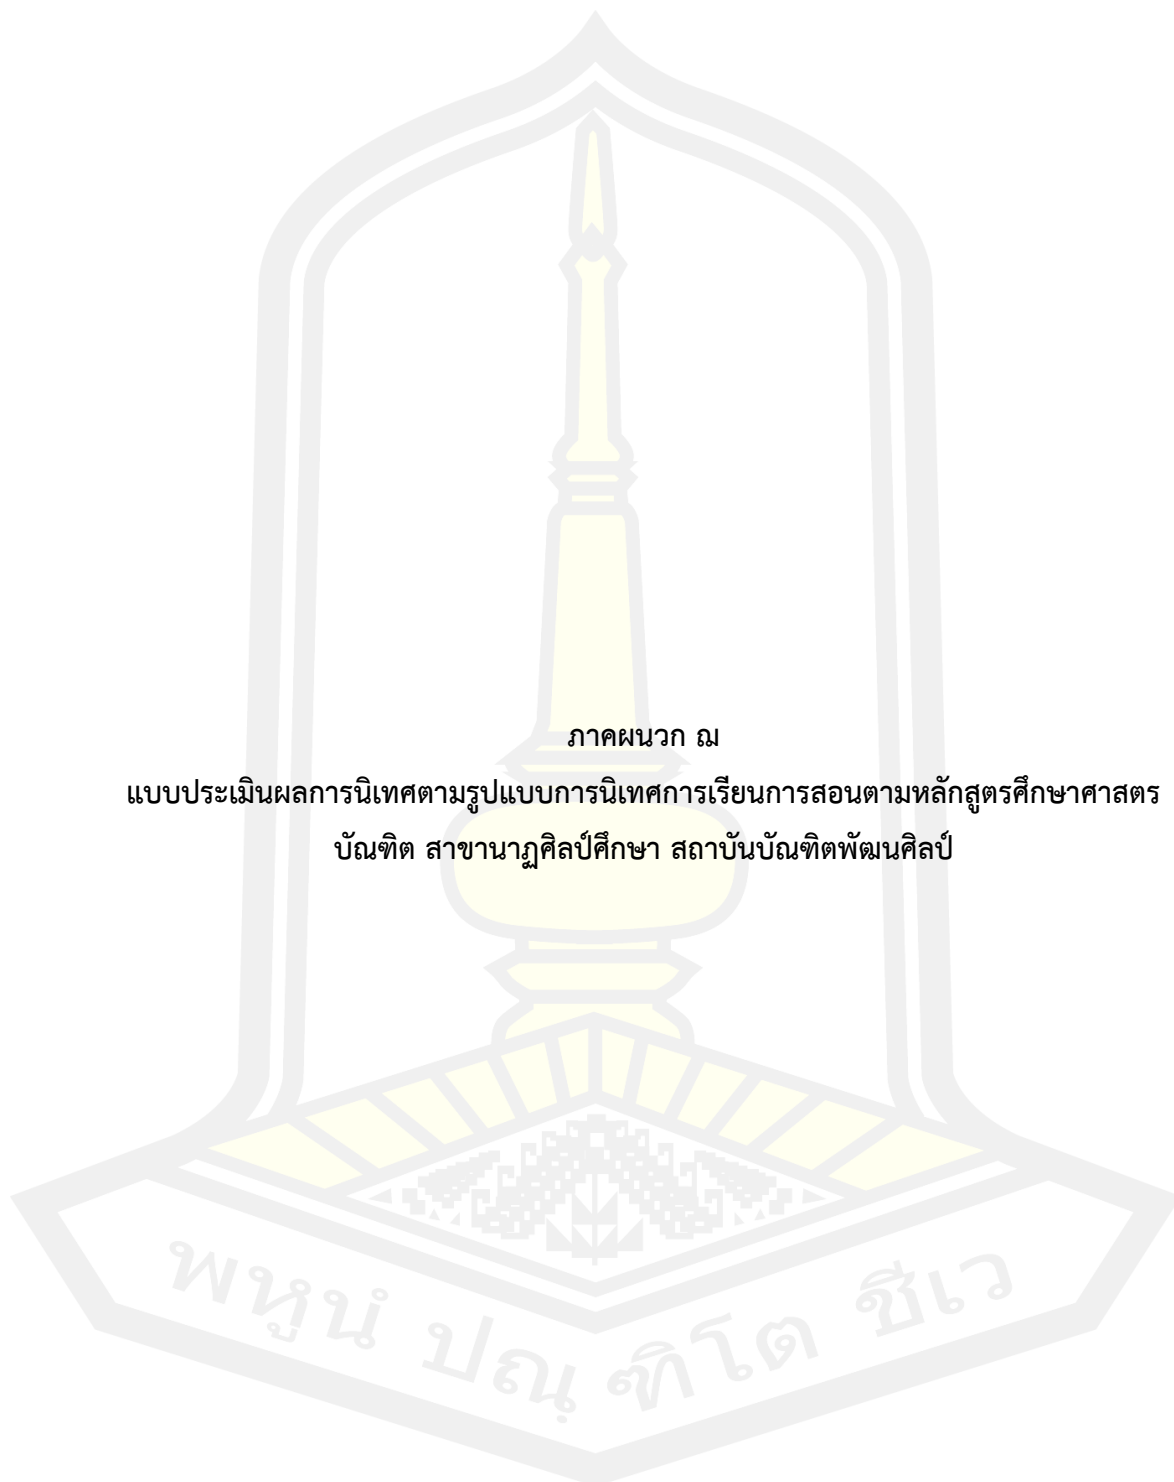 ภาคผนวก ฌ
แบบประเมินผลการนิเทศตามรูปแบบการนิเทศการเรียนการสอนตามหลักสูตรศึกษาศาสตร
บัณฑิต สาขานาฏศิลป์ศึกษา สถาบันบัณฑิตพัฒนศิลป์
พหูนํ ปณฺฑิโต ชีเว